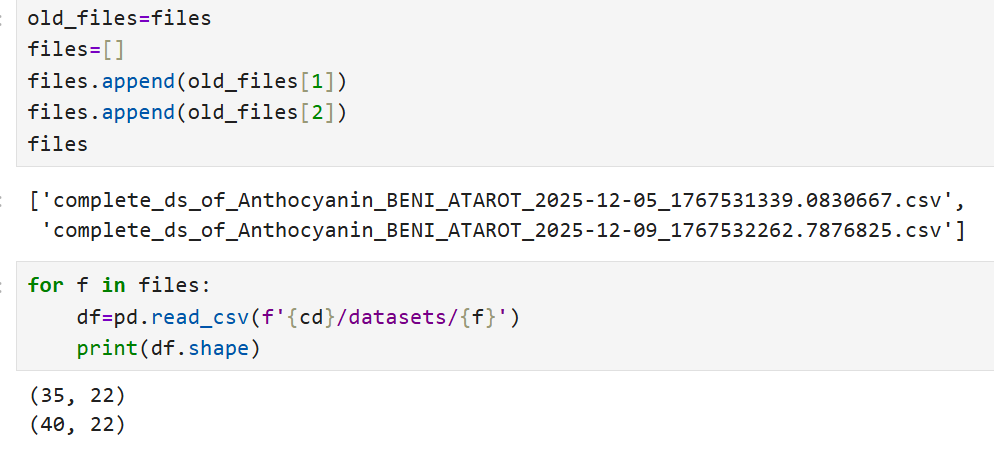 old_files=files
files=[]
files.append(old_files[1])
files.append(old_files[2])
files
['complete_ds_of_Anthocyanin_BENI_ATAROT_2025-12-05_1767531339.0830667.csv',
 'complete_ds_of_Anthocyanin_BENI_ATAROT_2025-12-09_1767532262.7876825.csv']
for f in files:
    df=pd.read_csv(f'{cd}/datasets/{f}')
    print(df.shape)
(35, 22)
(40, 22)